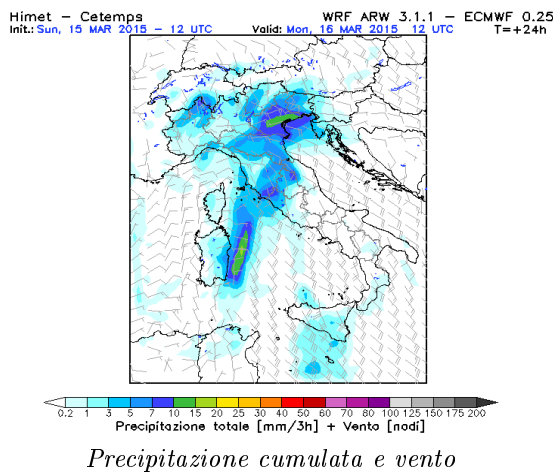 Himet – Cetemps WRF ARW 3.1.1 – ECMWF 0.25
Init.: Sun, 15 MAR 2015 – 12 UTC Valid: Mon, 16 MAR 2015 12 UTC T=+24h
0.2 1 3 5 7 10 15 20 25 30 40 50 60 70 80 100 125 150 175 200
Precipitazione totale [mm/3h] + Vento [nodi]
Precipitazione cumulata e vento